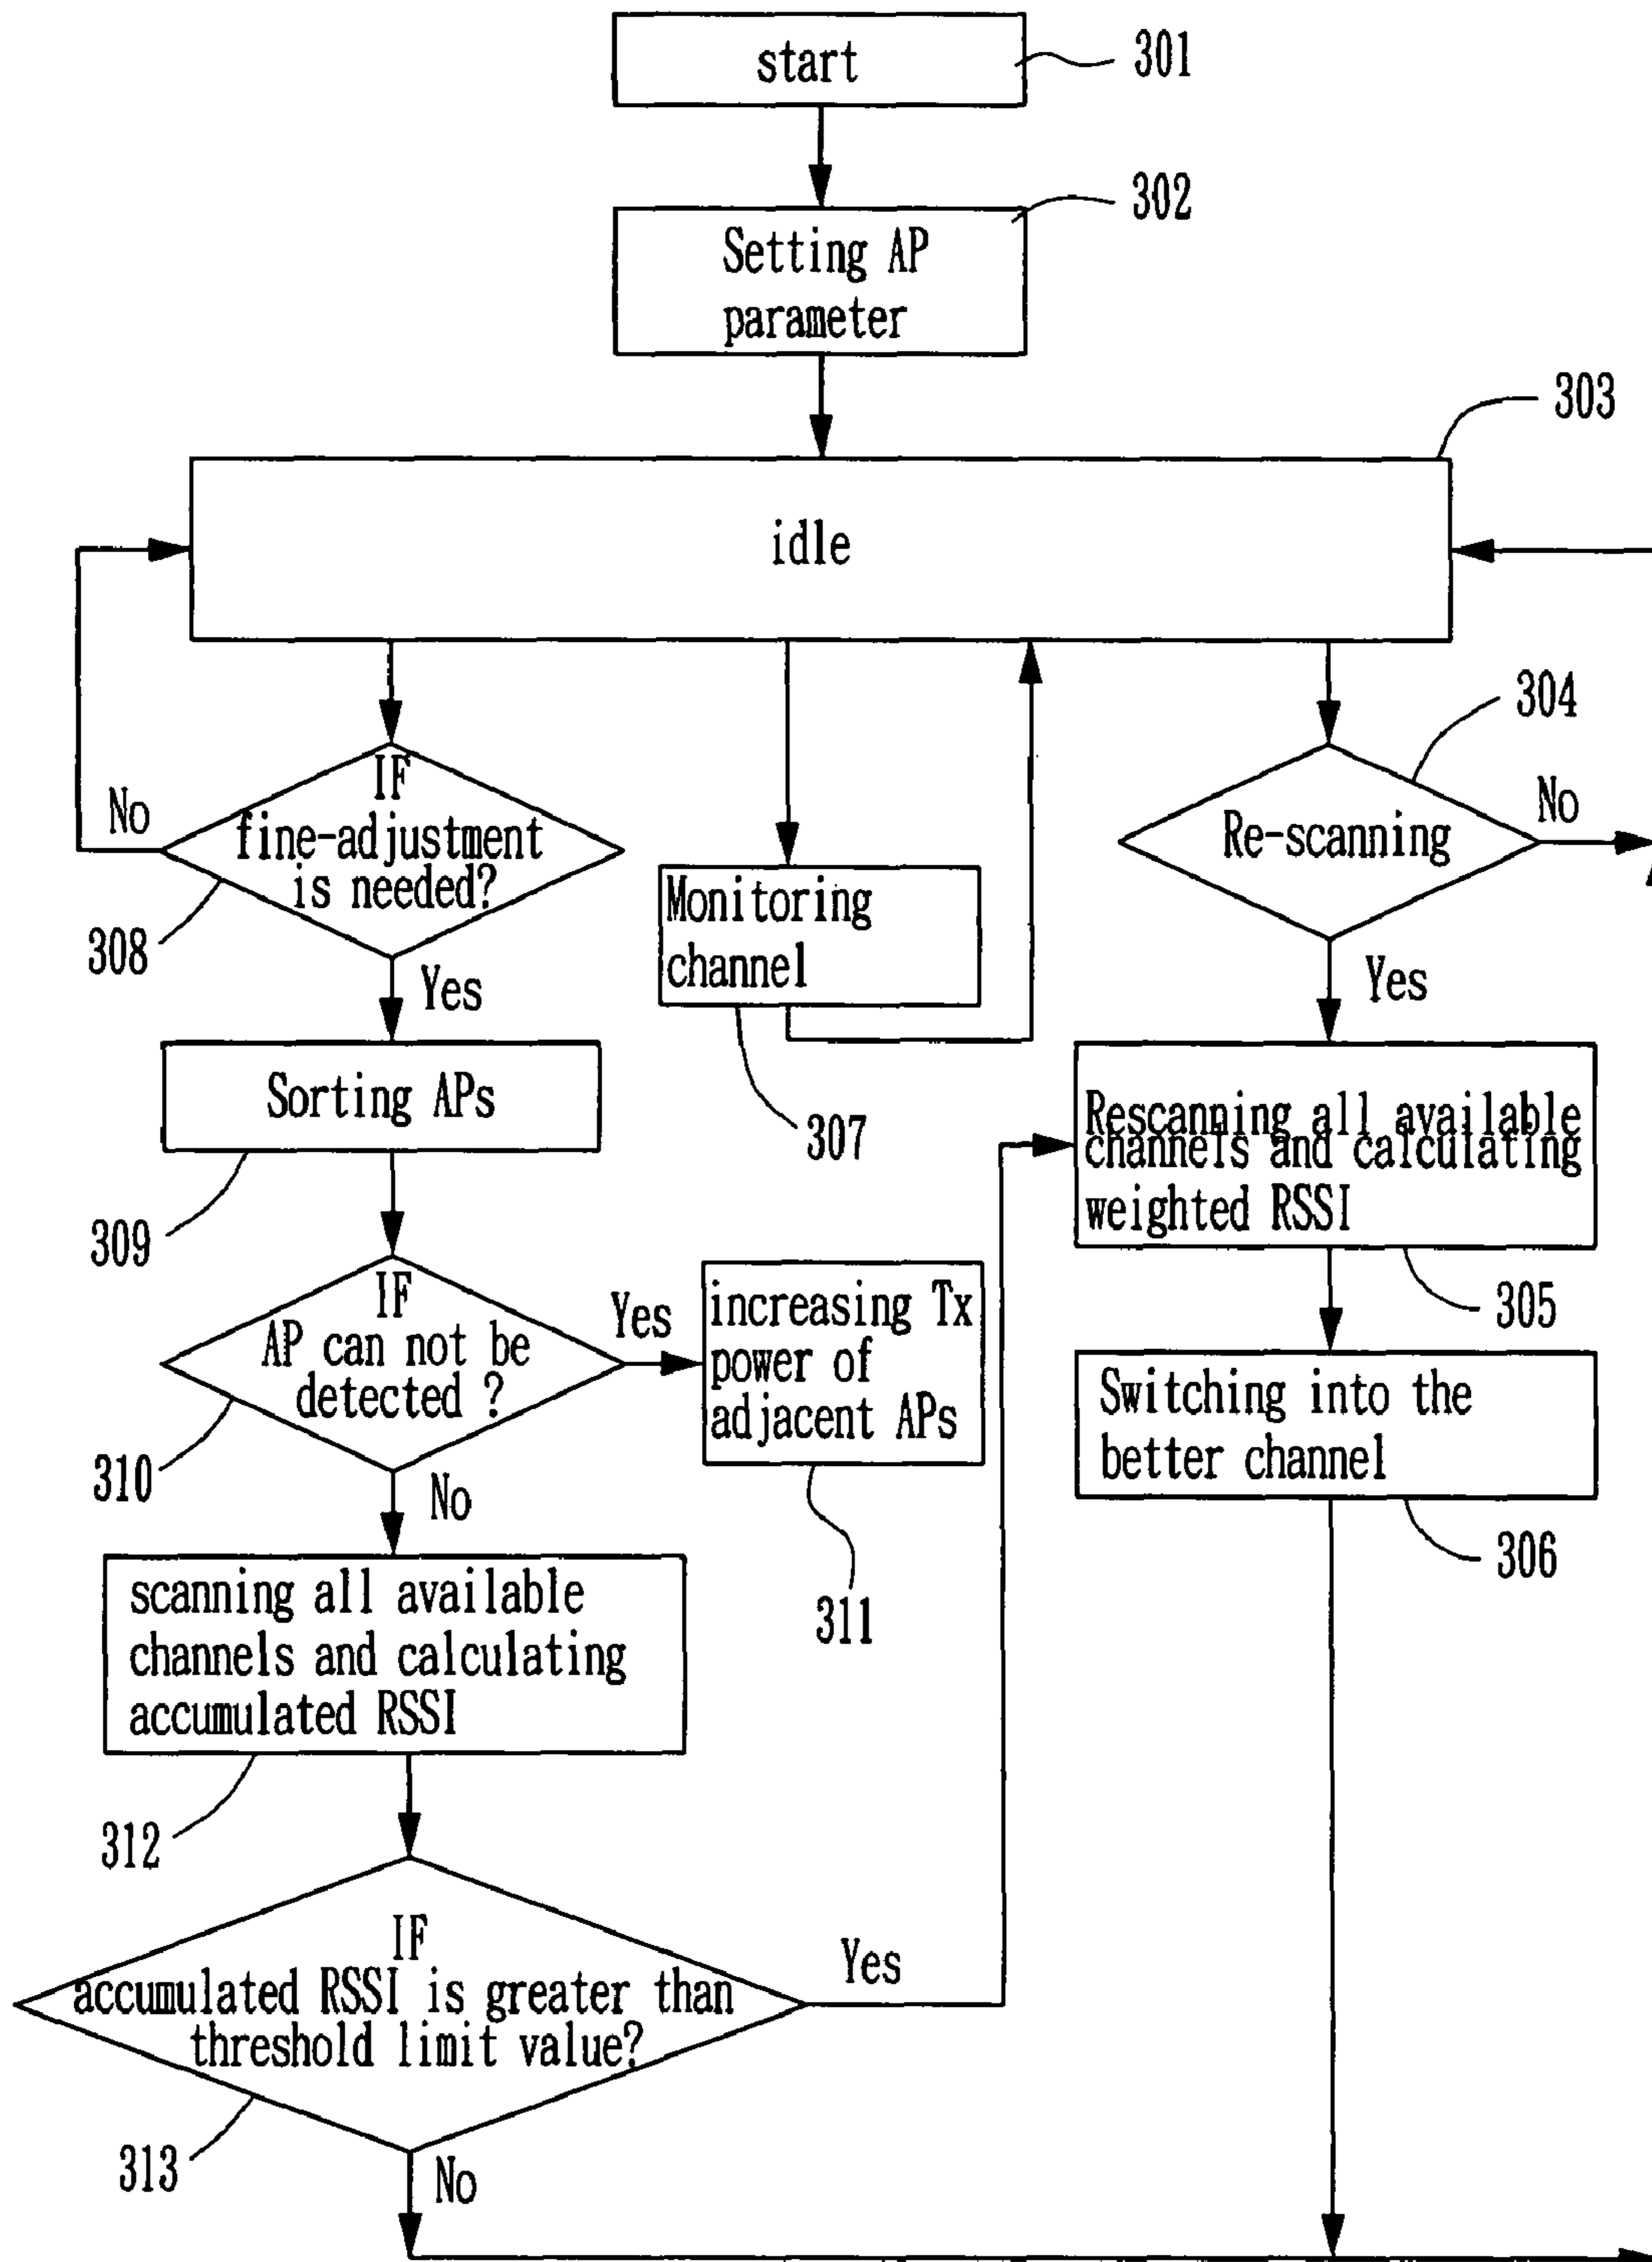 start
301
302
Setting AP
parameter
303
idle
304
IF
fine-adjustment
is needed?
No
308
Yes
Monitoring
channel
307
Re-scanning
No
Yes
Sorting APs
309
Rescanning all available
channels and calculating
weighted RSSI
305
IF
AP can not be
detected ?
310
Yes
No
increasing Tx
power of
adjacent APs
311
Switching into the
better channel
306
scanning all available
channels and calculating
accumulated RSSI
312
IF
accumulated RSSI is greater than
threshold limit value?
Yes
313
No